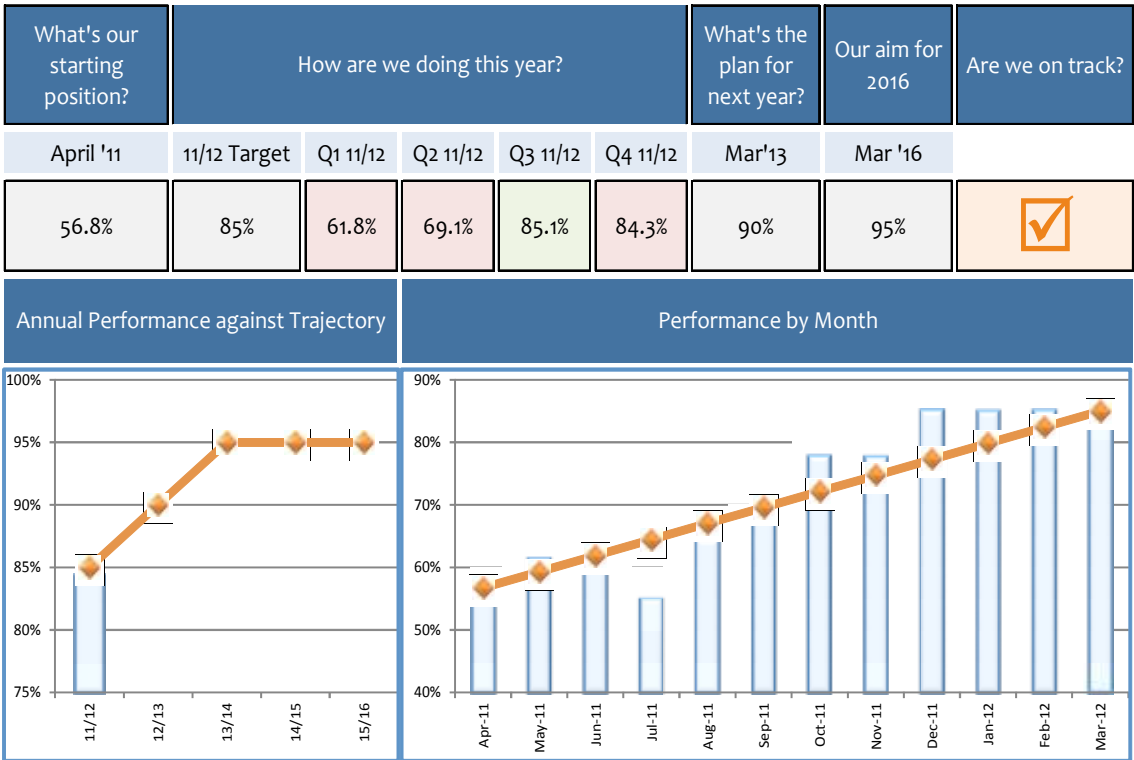 What's our
starting
position?
How are we doing this year?
What's the
plan for
next year?
Our aim for
2016
Are we on track?
April '11
11/12 Target
Q1 11/12
Q2 11/12
Q3 11/12
Q4 11/12
Mar'13
Mar '16
56.8%
85%
61.8%
69.1%
85.1%
84.3%
90%
95%
Annual Performance against Trajectory
Performance by Month
100%
95%
90%
85%
80%
75%
11/12
12/13
13/14
14/15
15/16
90%
80%
70%
60%
50%
40%
Apr-11
May-11
Jun-11
Jul-11
Aug-11
Sep-11
Oct-11
Nov-11
Dec-11
Jan-12
Feb-12
Mar-12